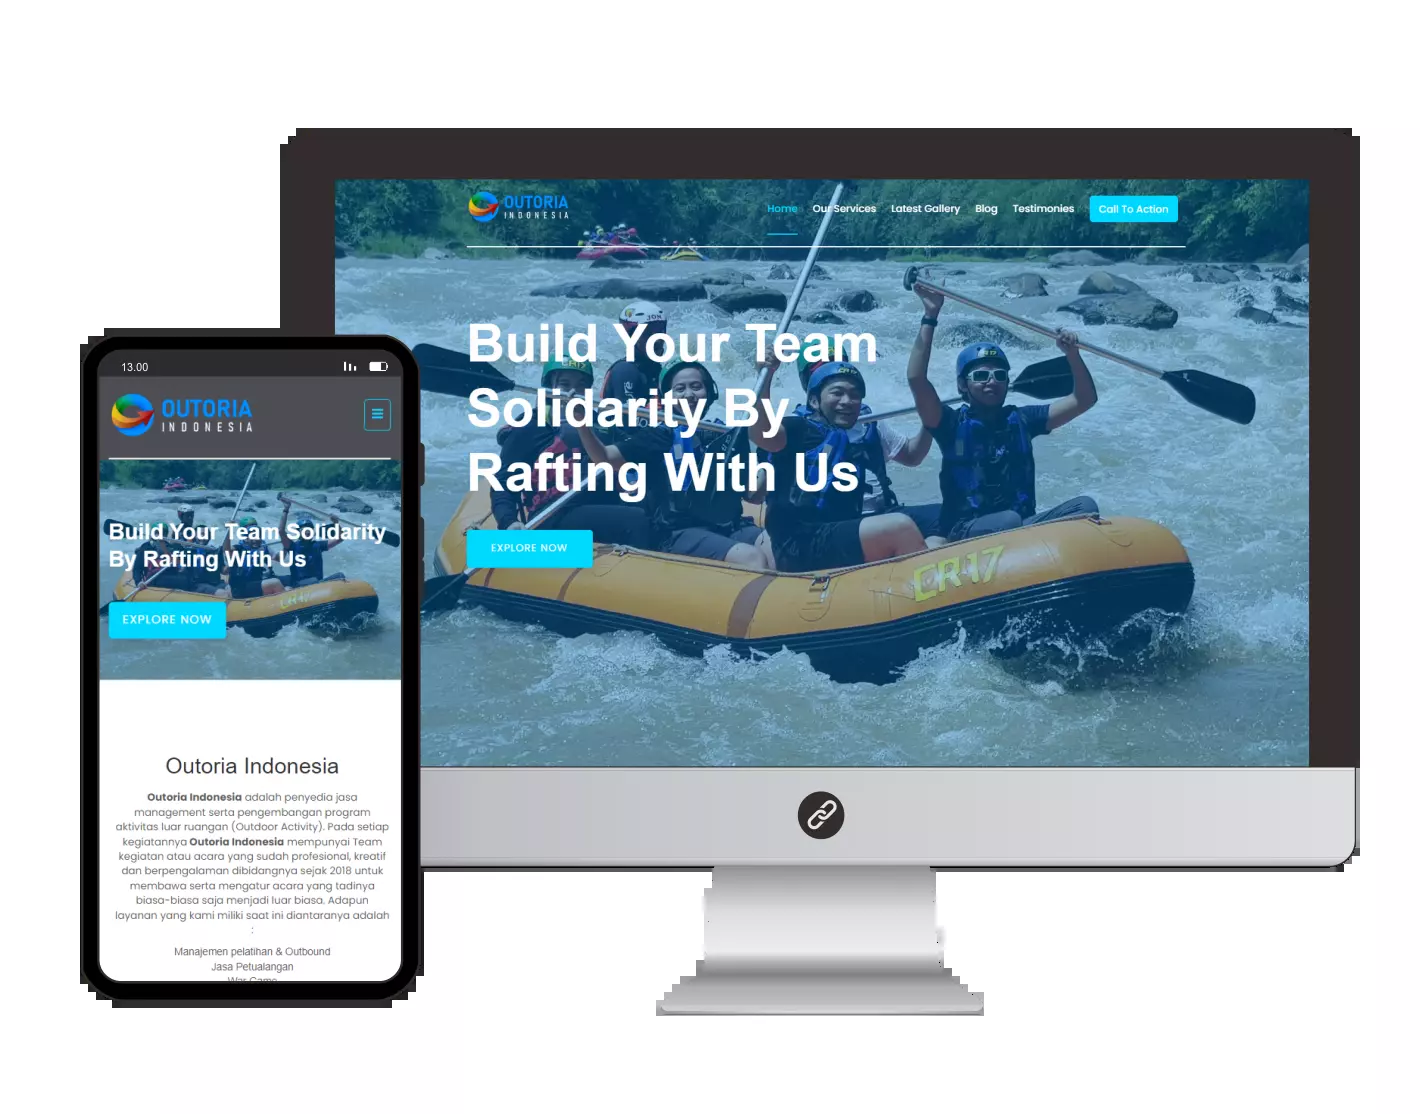 OUTORIA
INDONESIA
Home Our Services Latest Gallery Blog Testimonies Call To Action
Build Your Team
Solidarity By
Rafting With Us
EXPLORE NOW
CR17
13.00
OUTORIA
INDONESIA
Build Your Team Solidarity
By Rafting With Us
EXPLORE NOW
Outoria Indonesia
Outoria Indonesia adalah penyedia jasa
management serta pengembangan program
aktivitas luar ruangan (Outdoor Activity). Pada setiap
kegiatannya Outoria Indonesia mempunyai Team
kegiatan atau acara yang sudah profesional, kreatif
dan berpengalaman dibidangnya sejak 2018 untuk
membawa serta mengatur acara yang tadinya
biasa-biasa saja menjadi luar biasa. Adapun
layanan yang kami miliki saat ini diantaranya adalah
:
Manajemen pelatihan & Outbound
Jasa Petualangan
War Game